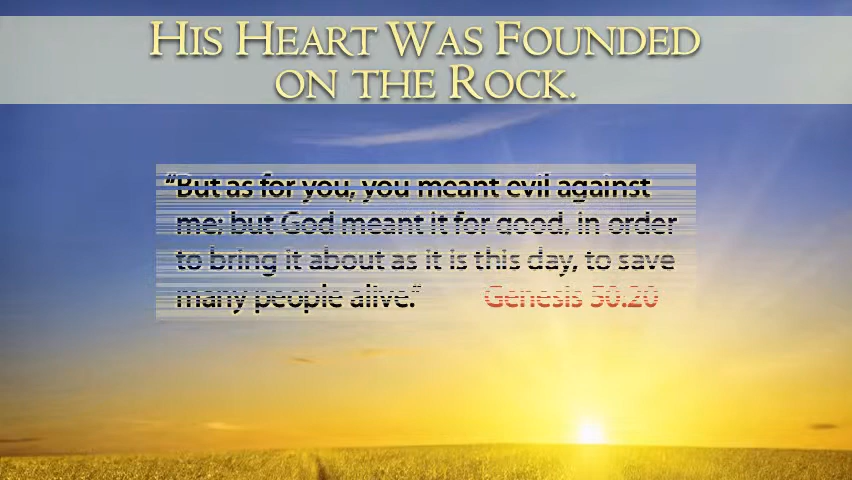 His Heart Was Founded
on the Rock.
“But as for you, you meant evil against
me; but God meant it for good, in order
to bring it about as it is this day, to save
many people alive.” Genesis 50:20